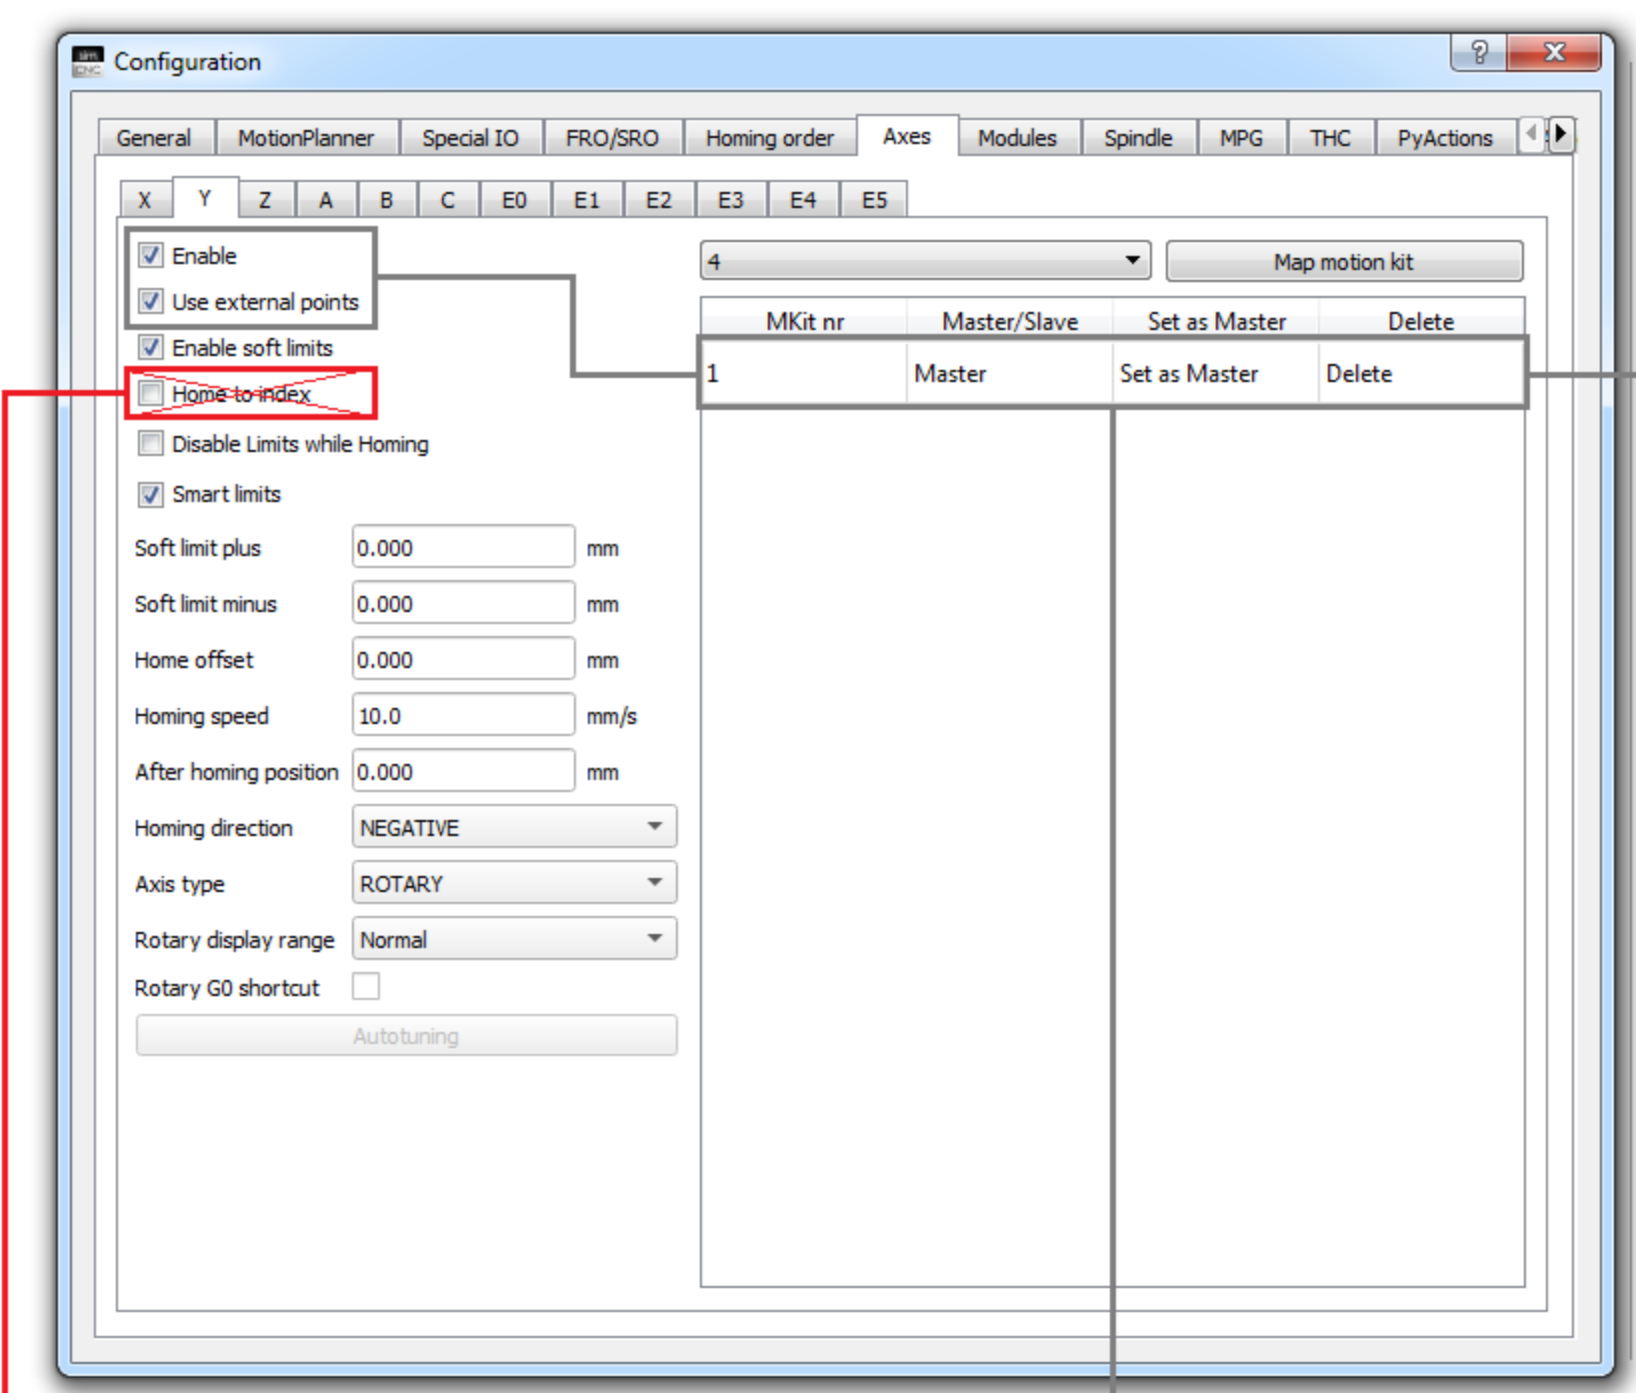 sim CNC Configuration
General MotionPlanner Special IO FRO/SRO Homing order Axes Modules Spindle MPG THC PyActions
X Y Z A B C E0 E1 E2 E3 E4 E5
Enable
Use external points
Enable soft limits
Home to index
Disable Limits while Homing
Smart limits
Soft limit plus 0.000 mm
Soft limit minus 0.000 mm
Home offset 0.000 mm
Homing speed 10.0 mm/s
After homing position 0.000 mm
Homing direction NEGATIVE
Axis type ROTARY
Rotary display range Normal
Rotary G0 shortcut
Autotuning
4 Map motion kit
MKit nr Master/Slave Set as Master Delete
1 Master Set as Master Delete